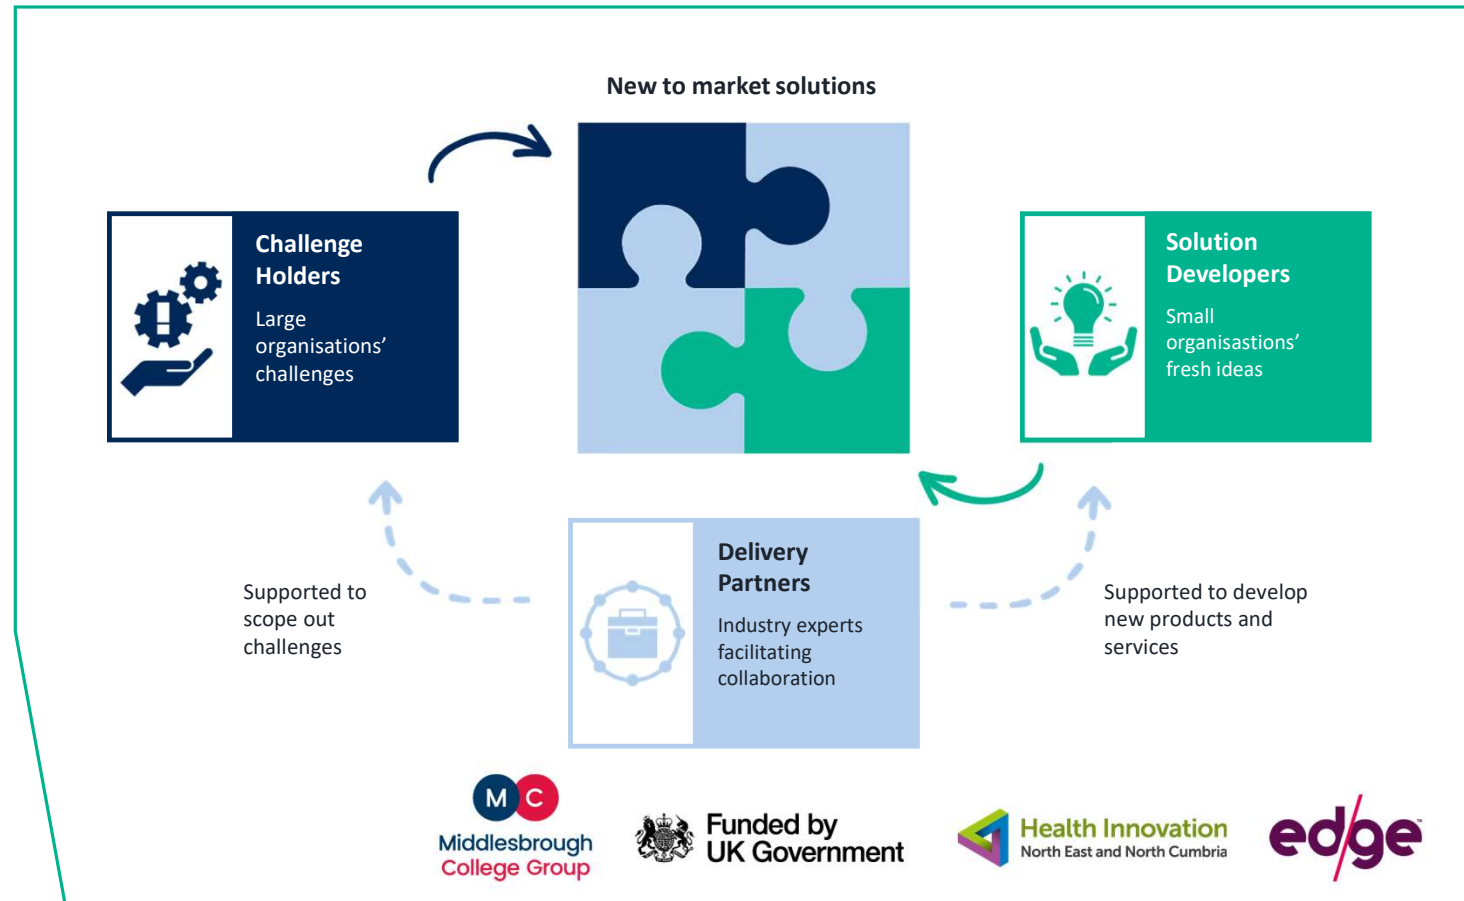 New to market solutions
Challenge
Holders
Large
organisations’
challenges
Solution
Developers
Small
organisastions’
fresh ideas
Delivery
Partners
Industry experts
facilitating
collaboration
Supported to
scope out
challenges
Supported to develop
new products and
services
MC
Middlesbrough
College Group
Funded by
UK Government
Health Innovation
North East and North Cumbria
edge™